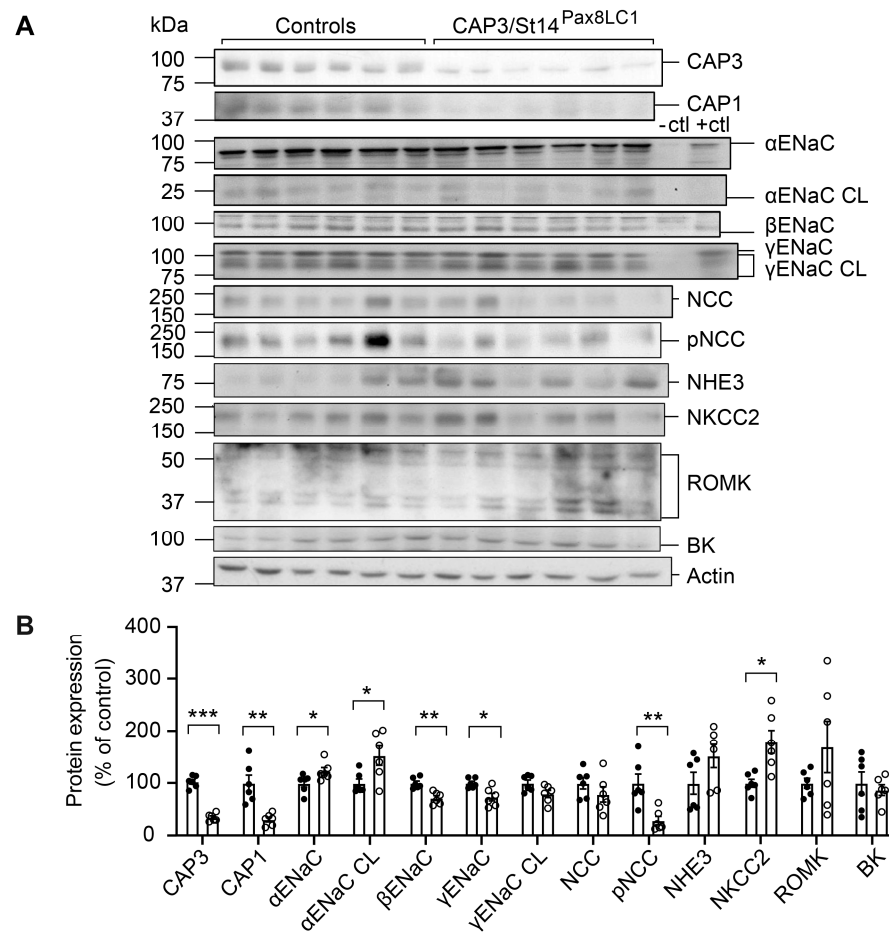 A
kDa
Controls
CAP3/St14Pax8LC1
100
75
CAP3
37
CAP1
-ctl +ctl
100
75
αENaC
25
αENaC CL
100
βENaC
100
75
γENaC
γENaC CL
250
150
NCC
250
150
pNCC
75
NHE3
250
150
NKCC2
50
37
ROMK
100
BK
37
Actin
B
Protein expression
(% of control)
400
300
200
100
0
***
**
*
*
**
*
**
*
CAP3
CAP1
αENaC
αENaC CL
βENaC
γENaC
γENaC CL
NCC
pNCC
NHE3
NKCC2
ROMK
BK